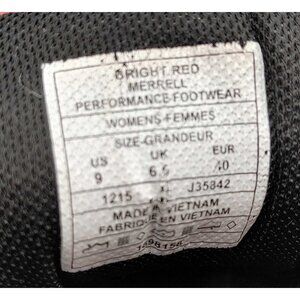 BRIGHT RED
MERRELL
PERFORMANCE FOOTWEAR
WOMENS-FEMMES
SIZE-GRANDEUR
US UK EUR
9 6.5 40
1215 J35842
MADE IN VIETNAM
FABRIQUE EN VIETNAM